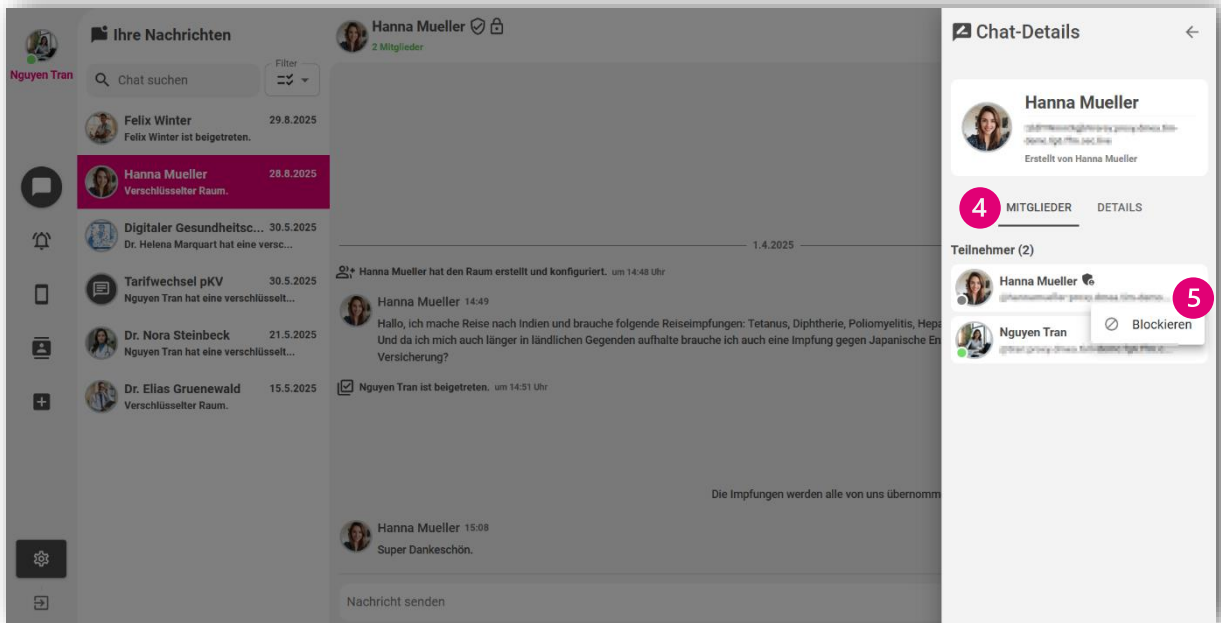 Nguyen Tran
Ihre Nachrichten
Chat suchen
Filter
Felix Winter 29.8.2025
Felix Winter ist beigetreten.
Hanna Mueller 28.8.2025
Verschlüsselter Raum.
Digitaler Gesundheitsc... 30.5.2025
Dr. Helena Marquart hat eine versc...
Tarifwechsel pKV 30.5.2025
Nguyen Tran hat eine verschlüsselt...
Dr. Nora Steinbeck 21.5.2025
Nguyen Tran hat eine verschlüsselt...
Dr. Elias Gruenewald 15.5.2025
Verschlüsselter Raum.
Hanna Mueller
2 Mitglieder
1.4.2025
Hanna Mueller hat den Raum erstellt und konfiguriert. um 14:48 Uhr
Hanna Mueller 14:49
Hallo, ich mache Reise nach Indien und brauche folgende Reiseimpfungen: Tetanus, Diphtherie, Poliomyelitis, Hepa
Und da ich mich auch länger in ländlichen Gegenden aufhalte brauche ich auch eine Impfung gegen Japanische En
Versicherung?
Nguyen Tran ist beigetreten. um 14:51 Uhr
Die Impfungen werden alle von uns übernomm
Hanna Mueller 15:08
Super Dankeschön.
Nachricht senden
Chat-Details
Hanna Mueller
Erstellt von Hanna Mueller
4 MITGLIEDER DETAILS
Teilnehmer (2)
Hanna Mueller
5
Blockieren
Nguyen Tran